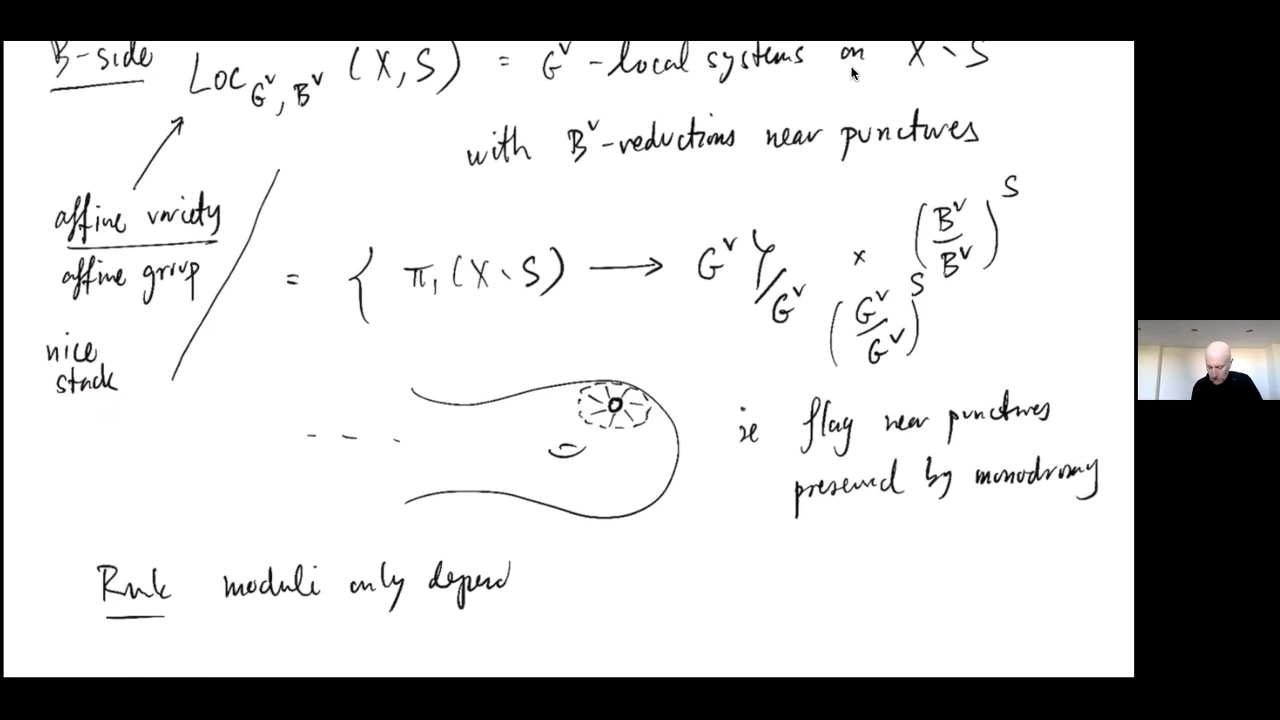 B-side Loc_{G^∨, B^∨} (X, S) = G^∨-local systems on X∖S
with B^∨-reductions near punctures
affine variety
affine group
nice
stack
= { π₁(X∖S) ⟶ G^∨ } / G^∨ ×_{(G^∨/G^∨)^S} (B^∨/B^∨)^S
ie flag near punctures
preserved by monodromy
Rmk moduli only depend